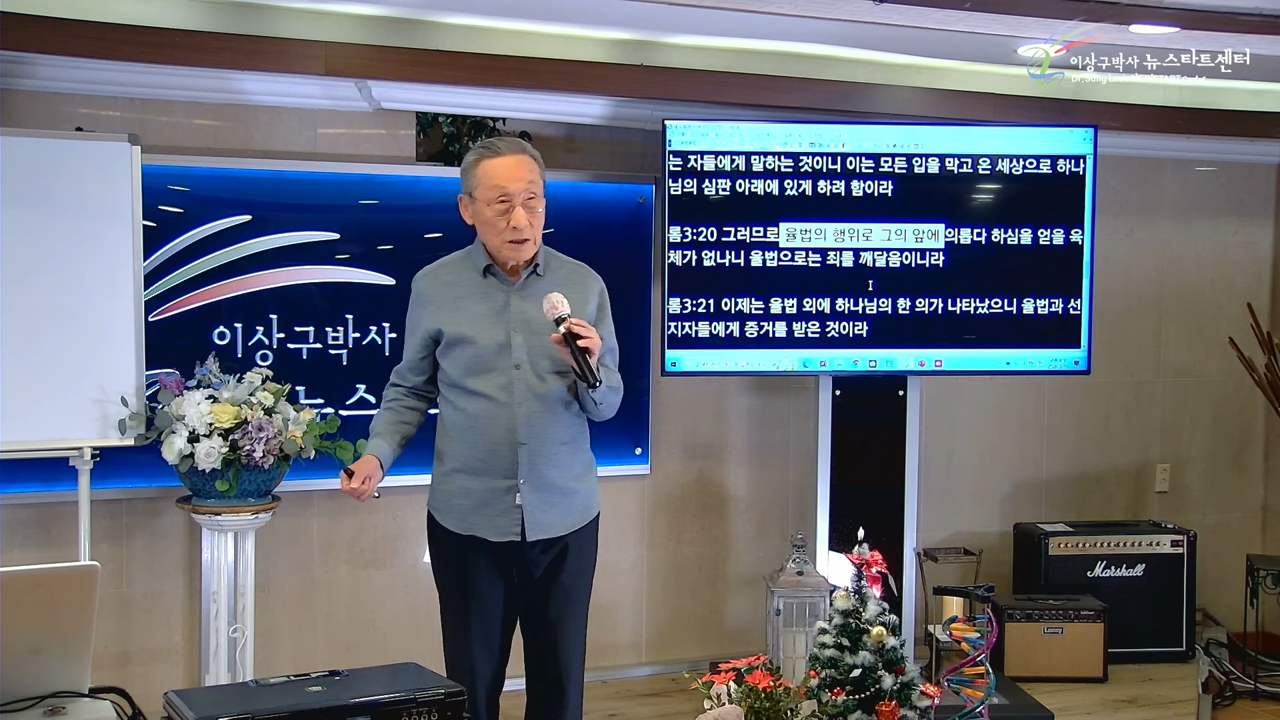 이상구박사 뉴스타트센터
는 자들에게 말하는 것이니 이는 모든 입을 막고 온 세상으로 하나
님의 심판 아래에 있게 하려 함이라
롬3:20 그러므로 율법의 행위로 그의 앞에 의롭다 하심을 얻을 육
체가 없나니 율법으로는 죄를 깨달음이니라
롬3:21 이제는 율법 외에 하나님의 한 의가 나타났으니 율법과 선
지자들에게 증거를 받은 것이라
이상구박사
뉴스
Marshall
Laney